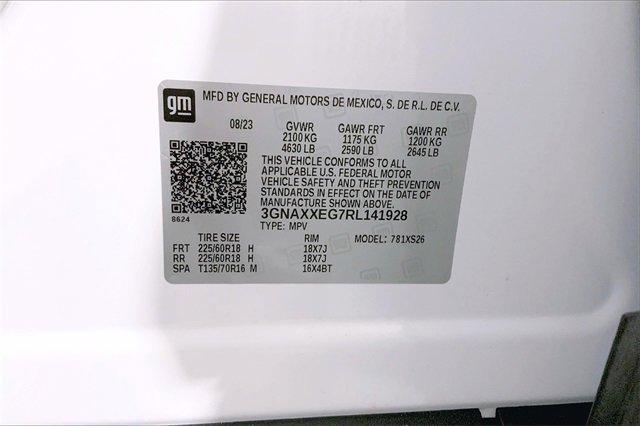 gm MFD BY GENERAL MOTORS DE MEXICO, S. DE R.L. DE C.V.
08/23 GVWR GAWR FRT GAWR RR
2100 KG 1175 KG 1200 KG
4630 LB 2590 LB 2645 LB
THIS VEHICLE CONFORMS TO ALL
APPLICABLE U.S. FEDERAL MOTOR
VEHICLE SAFETY AND THEFT PREVENTION
STANDARDS IN EFFECT ON THE DATE OF
MANUFACTURE SHOWN ABOVE.
8624 3GNAXXEG7RL141928
TYPE: MPV
TIRE SIZE RIM MODEL: 781XS26
FRT 225/60R18 H 18X7J
RR 225/60R18 H 18X7J
SPA T135/70R16 M 16X4BT